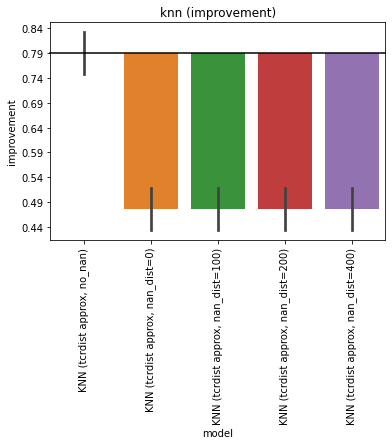 knn (improvement)
improvement
0.84
0.79
0.74
0.69
0.64
0.59
0.54
0.49
0.44
KNN (tcrdist approx, no_nan)
KNN (tcrdist approx, nan_dist=0)
KNN (tcrdist approx, nan_dist=100)
KNN (tcrdist approx, nan_dist=200)
KNN (tcrdist approx, nan_dist=400)
model